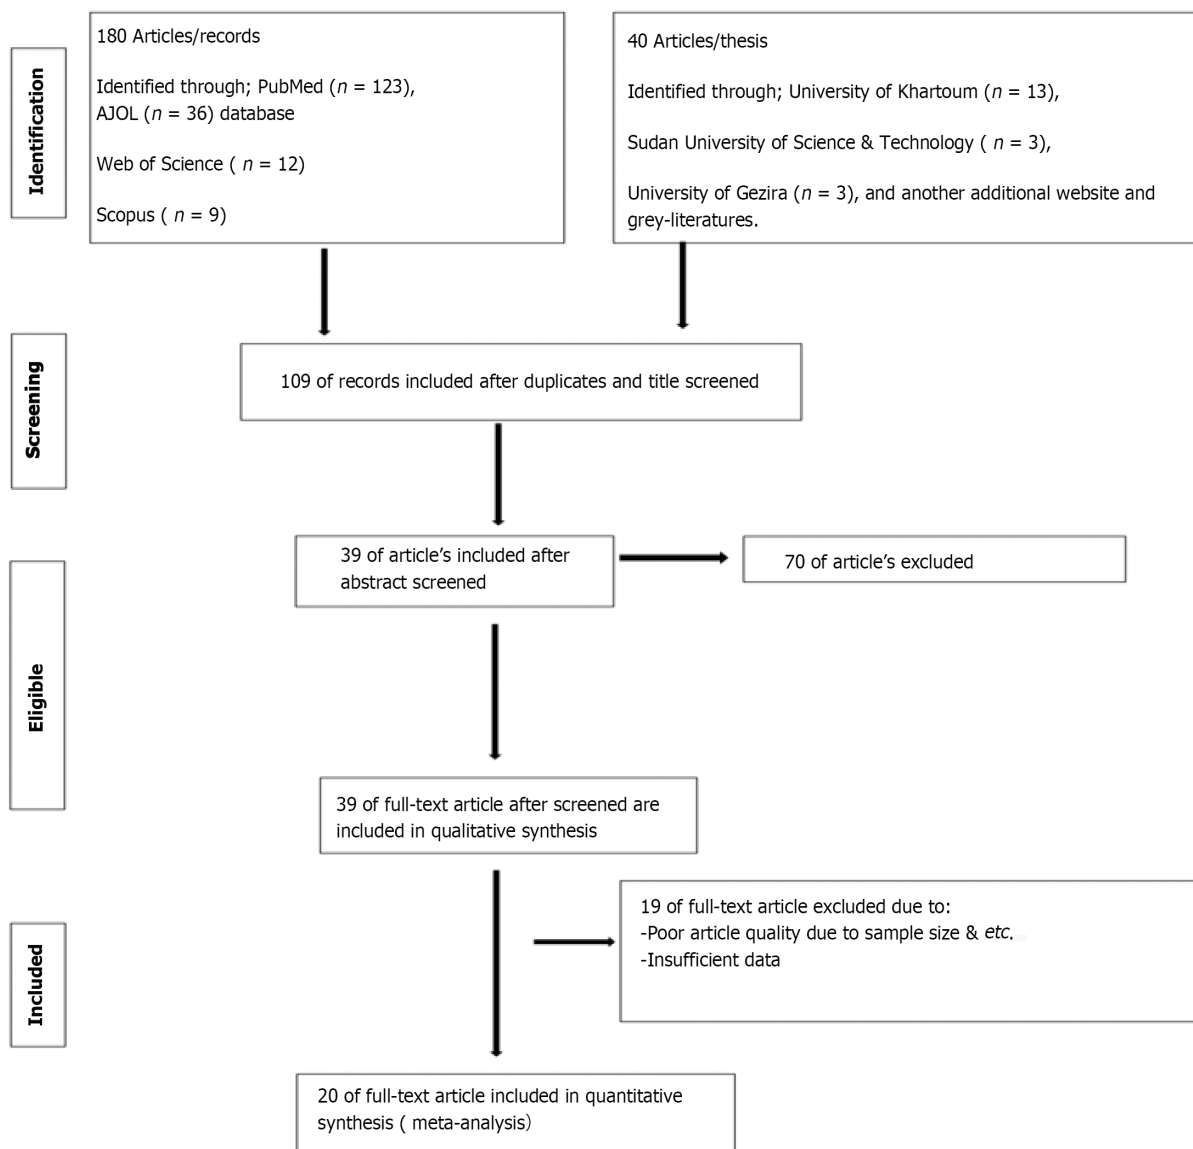 Identification
180 Articles/records
Identified through; PubMed (n = 123),
AJOL (n = 36) database
Web of Science ( n = 12)
Scopus ( n = 9)
40 Articles/thesis
Identified through; University of Khartoum (n = 13),
Sudan University of Science & Technology ( n = 3),
University of Gezira (n = 3), and another additional website and
grey-literatures.
Screening
109 of records included after duplicates and title screened
39 of article’s included after
abstract screened
70 of article’s excluded
Eligible
39 of full-text article after screened are
included in qualitative synthesis
Included
19 of full-text article excluded due to:
-Poor article quality due to sample size & etc.
-Insufficient data
20 of full-text article included in quantitative
synthesis ( meta-analysis)